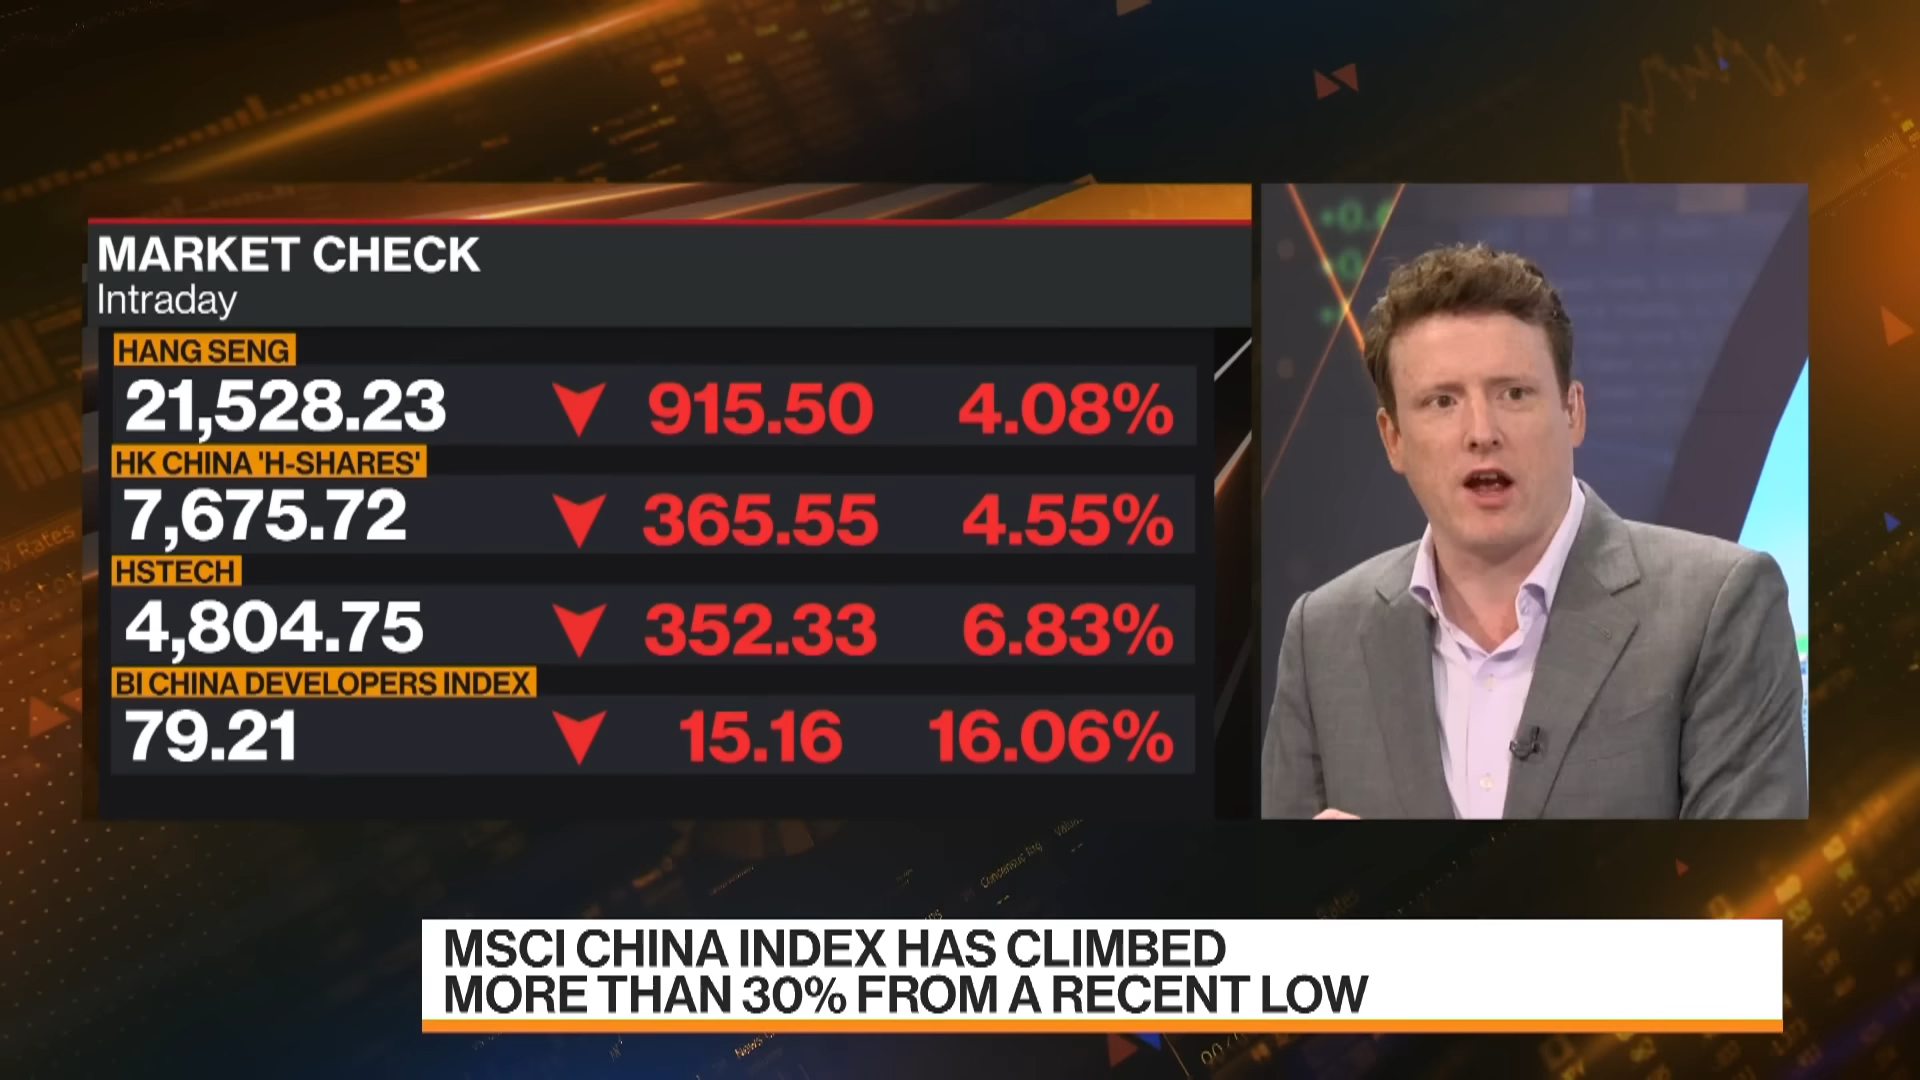 MARKET CHECK
Intraday
HANG SENG
21,528.23 915.50 4.08%
HK CHINA 'H-SHARES'
7,675.72 365.55 4.55%
HSTECH
4,804.75 352.33 6.83%
BI CHINA DEVELOPERS INDEX
79.21 15.16 16.06%
MSCI CHINA INDEX HAS CLIMBED
MORE THAN 30% FROM A RECENT LOW